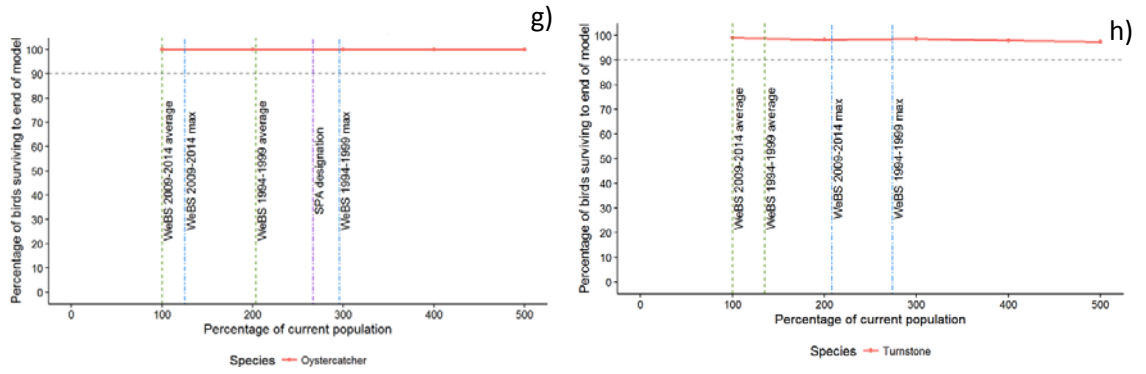 g)
Percentage of birds surviving to end of model
100
90
80
70
60
50
40
30
20
10
0
WeBS 2009-2014 average
WeBS 2009-2014 max
WeBS 1994-1999 average
SPA designation
WeBS 1994-1999 max
0 100 200 300 400 500
Percentage of current population
Species Oystercatcher
h)
Percentage of birds surviving to end of model
100
90
80
70
60
50
40
30
20
10
0
WeBS 2009-2014 average
WeBS 1994-1999 average
WeBS 2009-2014 max
WeBS 1994-1999 max
0 100 200 300 400 500
Percentage of current population
Species Turnstone